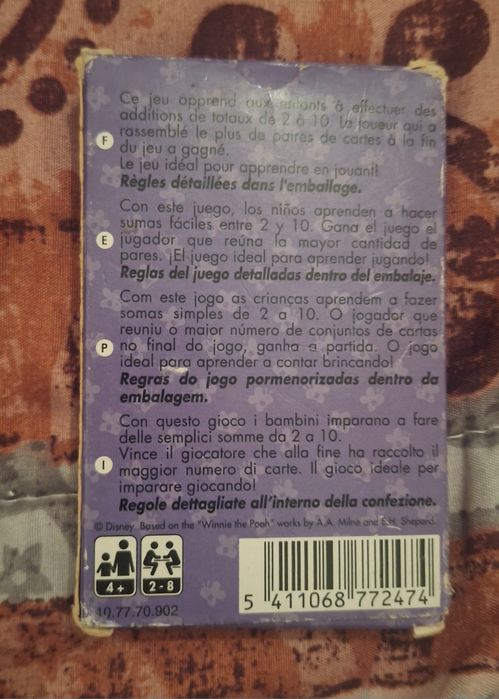 F
Ce jeu apprend aux enfants à effectuer des
additions de totaux de 2 à 10. Le joueur qui a
rassemblé le plus de paires de cartes à la fin
du jeu a gagné.
Le jeu idéal pour apprendre en jouant!
Règles détaillées dans l'emballage.
E
Con este juego, los niños aprenden a hacer
sumas fáciles entre 2 y 10. Gana el juego el
jugador que reúna la mayor cantidad de
pares. ¡El juego ideal para aprender jugando!
Reglas del juego detalladas dentro del embalaje.
P
Com este jogo as crianças aprendem a fazer
somas simples de 2 a 10. O jogador que
reuniu o maior número de conjuntos de cartas
no final do jogo, ganha a partida. O jogo
ideal para aprender a contar brincando!
Regras do jogo pormenorizadas dentro da
embalagem.
I
Con questo gioco i bambini imparano a fare
delle semplici somme da 2 a 10.
Vince il giocatore che alla fine ha raccolto il
maggior numero di carte. Il gioco ideale per
imparare giocando!
Regole dettagliate all'interno della confezione.
© Disney. Based on the "Winnie the Pooh" works by A.A. Milne and E.H. Shepard.
4+
2-8
10.77.70.902
5 411068 772474